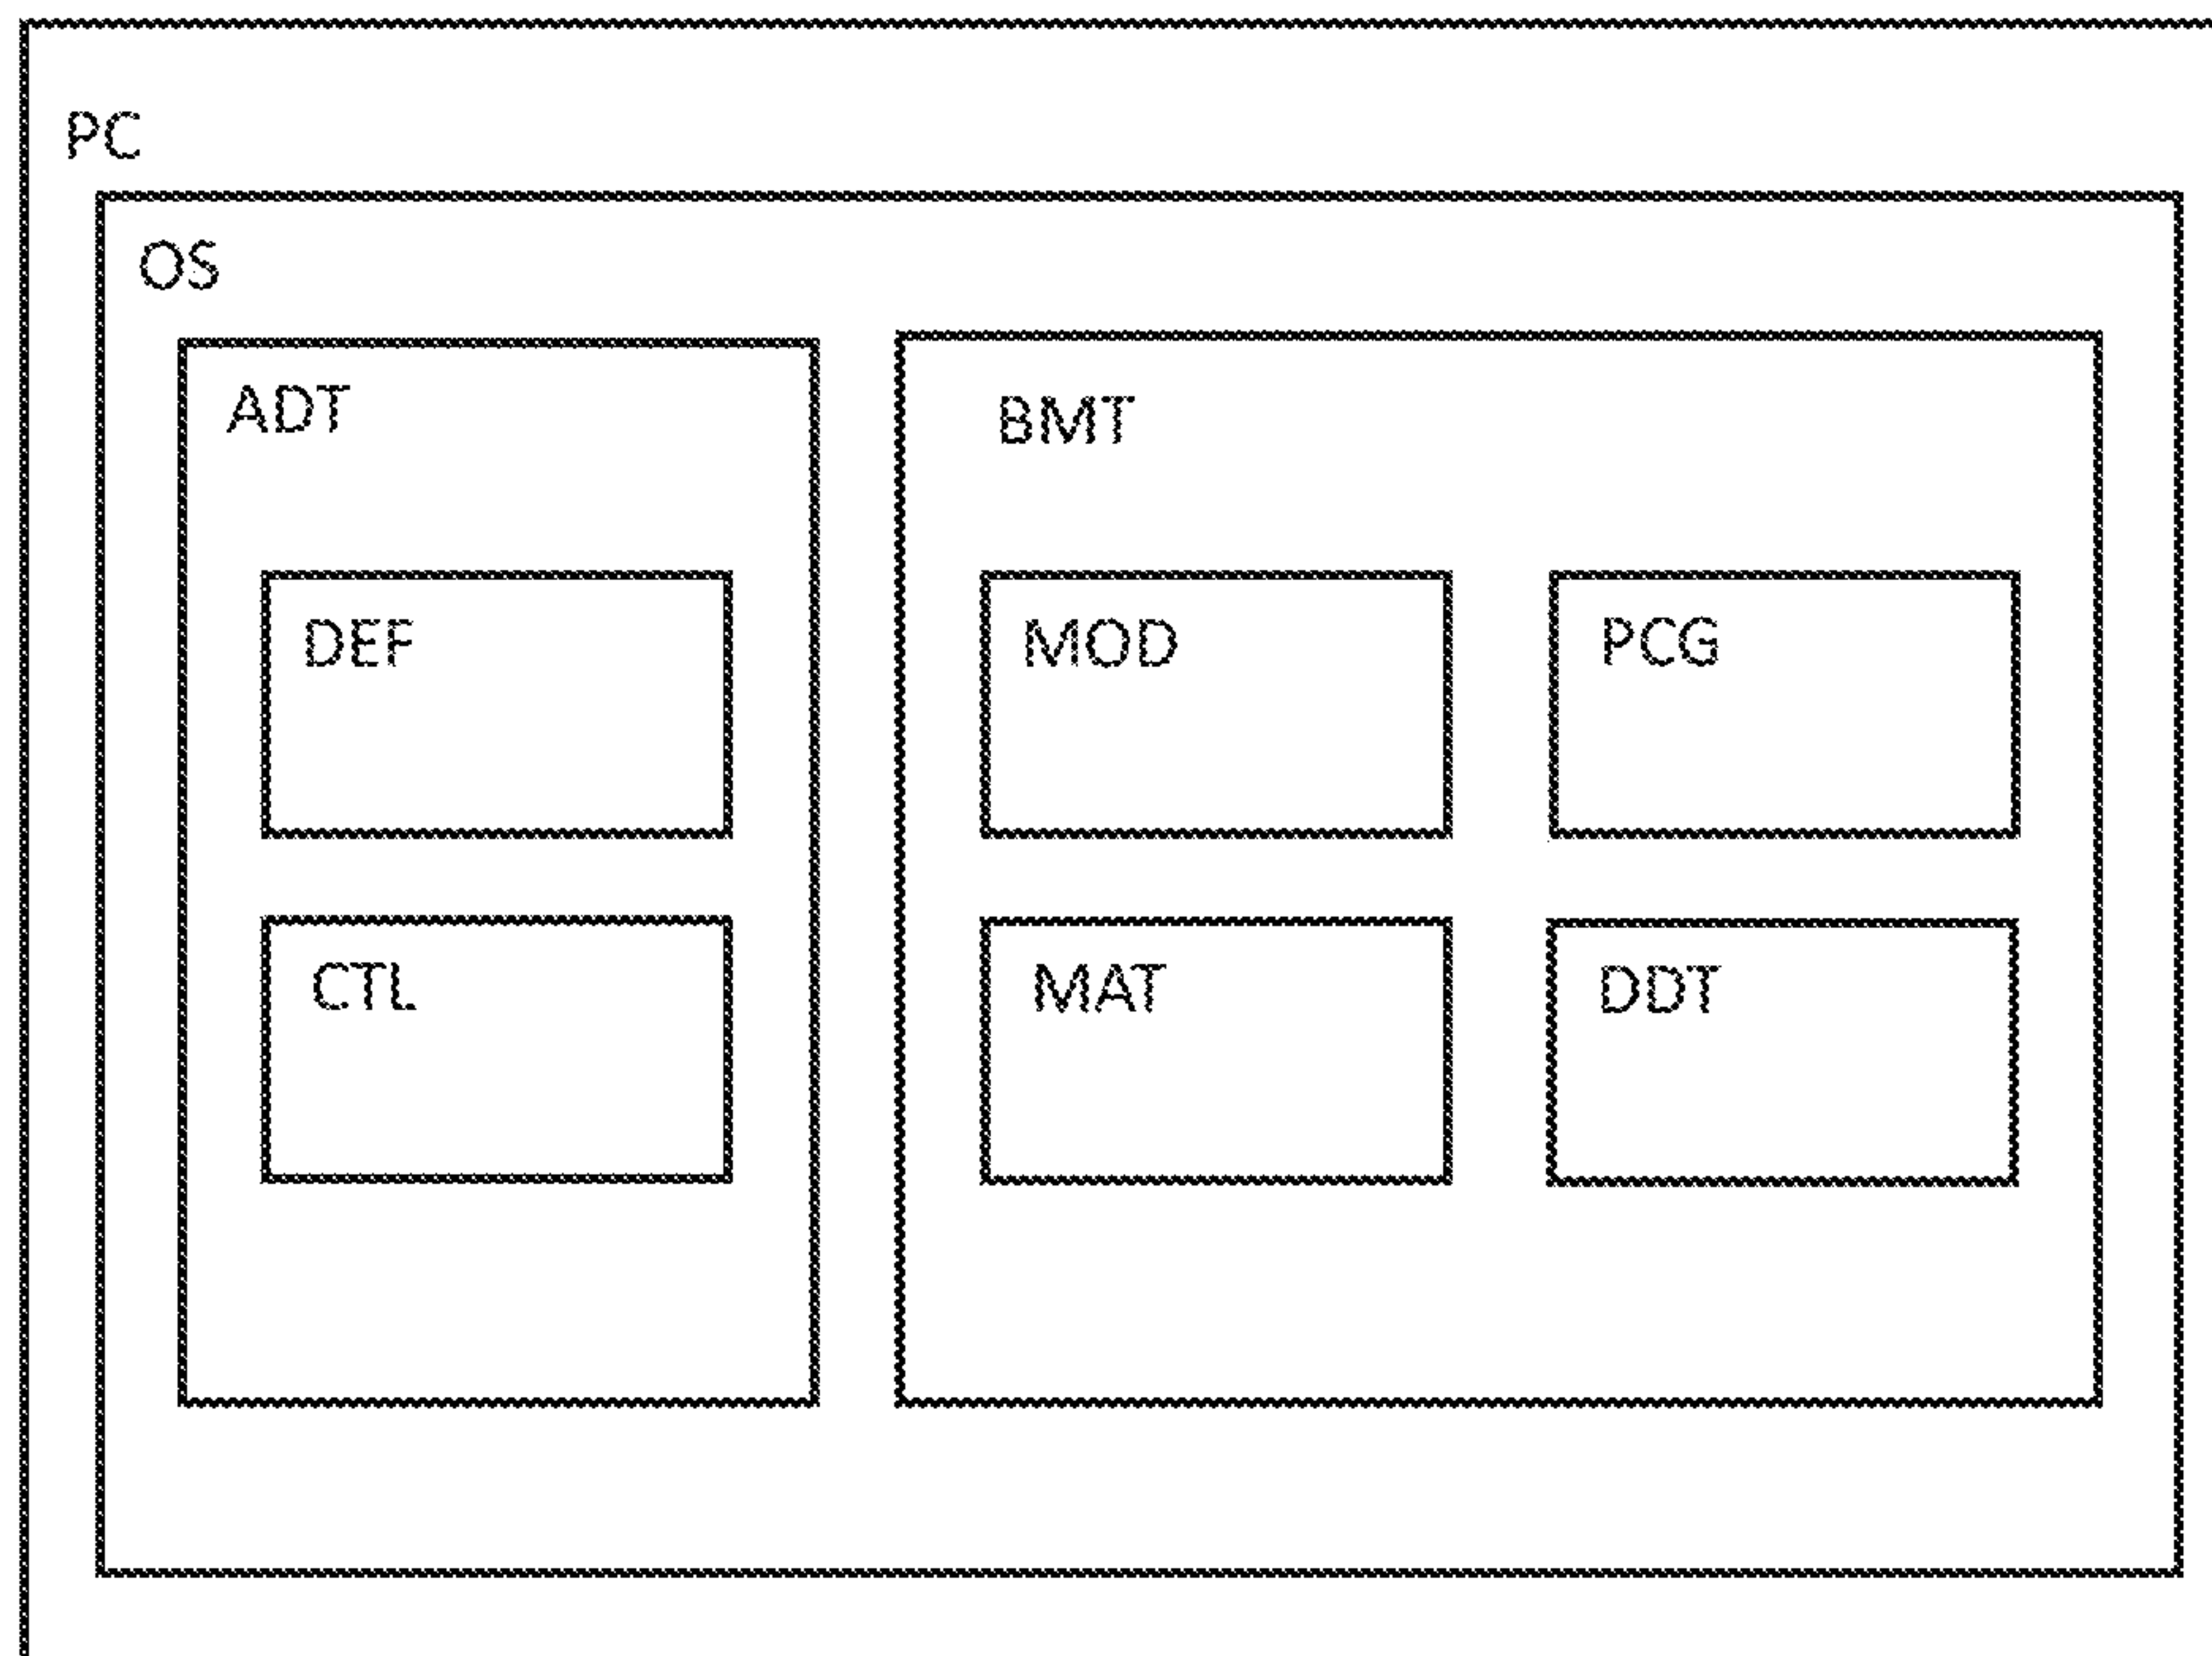 PC
OS
ADT
BMT
DEF
MOD
PCG
CTL
MAT
DDT